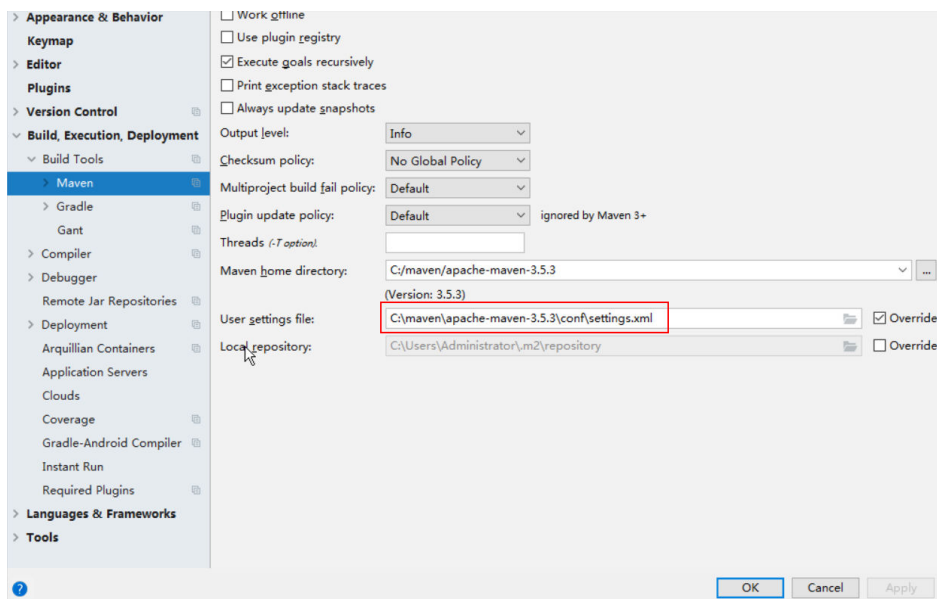 Appearance & Behavior
Keymap
Editor
Plugins
Version Control
Build, Execution, Deployment
Build Tools
Maven
Gradle
Gant
Compiler
Debugger
Remote Jar Repositories
Deployment
Arquillian Containers
Application Servers
Clouds
Coverage
Gradle-Android Compiler
Instant Run
Required Plugins
Languages & Frameworks
Tools
Work offline
Use plugin registry
Execute goals recursively
Print exception stack traces
Always update snapshots
Output level: Info
Checksum policy: No Global Policy
Multiproject build fail policy: Default
Plugin update policy: Default ignored by Maven 3+
Threads (-T option).
Maven home directory: C:/maven/apache-maven-3.5.3 ...
(Version: 3.5.3)
User settings file: C:\maven\apache-maven-3.5.3\conf\settings.xml Override
Local repository: C:\Users\Administrator\.m2\repository Override
? OK Cancel Apply